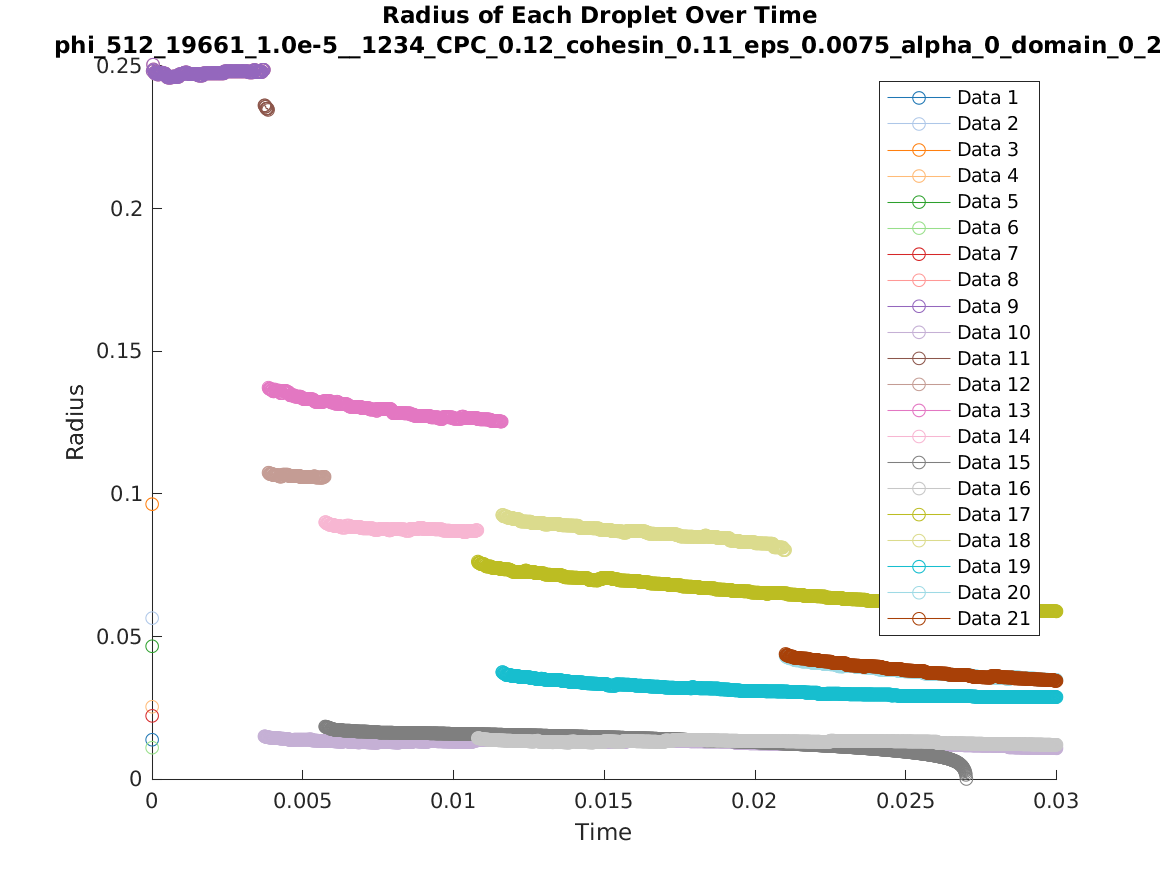 Radius of Each Droplet Over Time
phi_512_19661_1.0e-5__1234_CPC_0.12_cohesin_0.11_eps_0.0075_alpha_0_domain_0_2
0.25
0.2
0.15
0.1
0.05
0
Radius
0
0.005
0.01
0.015
0.02
0.025
0.03
Time
Data 1
Data 2
Data 3
Data 4
Data 5
Data 6
Data 7
Data 8
Data 9
Data 10
Data 11
Data 12
Data 13
Data 14
Data 15
Data 16
Data 17
Data 18
Data 19
Data 20
Data 21